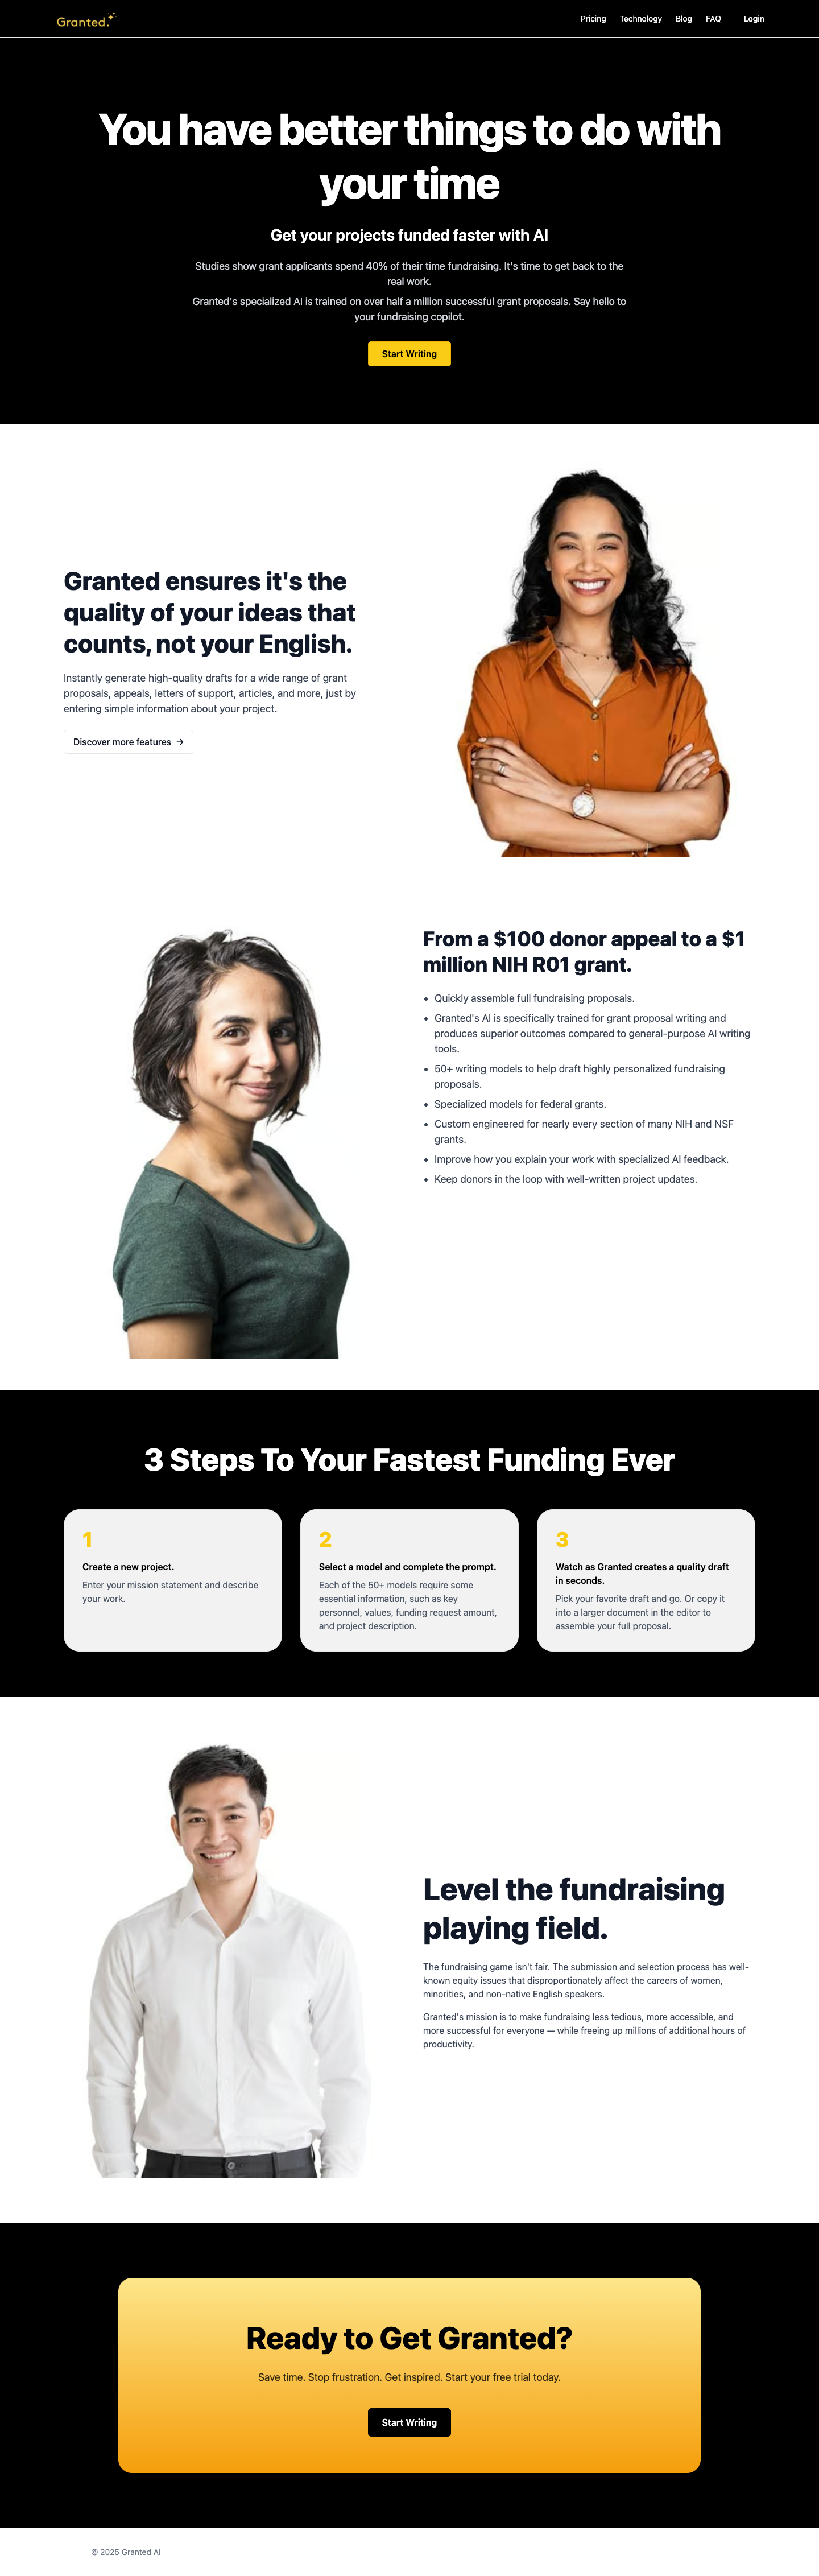 Granted.
Pricing Technology Blog FAQ Login
You have better things to do with
your time
Get your projects funded faster with AI
Studies show grant applicants spend 40% of their time fundraising. It's time to get back to the
real work.
Granted's specialized AI is trained on over half a million successful grant proposals. Say hello to
your fundraising copilot.
Start Writing
Granted ensures it's the
quality of your ideas that
counts, not your English.
Instantly generate high-quality drafts for a wide range of grant
proposals, appeals, letters of support, articles, and more, just by
entering simple information about your project.
Discover more features →
From a $100 donor appeal to a $1
million NIH R01 grant.
• Quickly assemble full fundraising proposals.
• Granted's AI is specifically trained for grant proposal writing and
produces superior outcomes compared to general-purpose AI writing
tools.
• 50+ writing models to help draft highly personalized fundraising
proposals.
• Specialized models for federal grants.
• Custom engineered for nearly every section of many NIH and NSF
grants.
• Improve how you explain your work with specialized AI feedback.
• Keep donors in the loop with well-written project updates.
3 Steps To Your Fastest Funding Ever
1
Create a new project.
Enter your mission statement and describe
your work.
2
Select a model and complete the prompt.
Each of the 50+ models require some
essential information, such as key
personnel, values, funding request amount,
and project description.
3
Watch as Granted creates a quality draft
in seconds.
Pick your favorite draft and go. Or copy it
into a larger document in the editor to
assemble your full proposal.
Level the fundraising
playing field.
The fundraising game isn't fair. The submission and selection process has well-
known equity issues that disproportionately affect the careers of women,
minorities, and non-native English speakers.
Granted's mission is to make fundraising less tedious, more accessible, and
more successful for everyone — while freeing up millions of additional hours of
productivity.
Ready to Get Granted?
Save time. Stop frustration. Get inspired. Start your free trial today.
Start Writing
© 2025 Granted AI